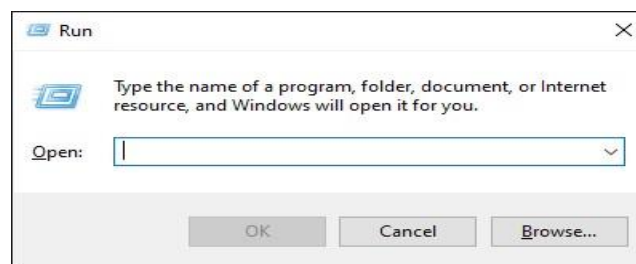 Run
Type the name of a program, folder, document, or Internet
resource, and Windows will open it for you.
Open:
OK
Cancel
Browse...